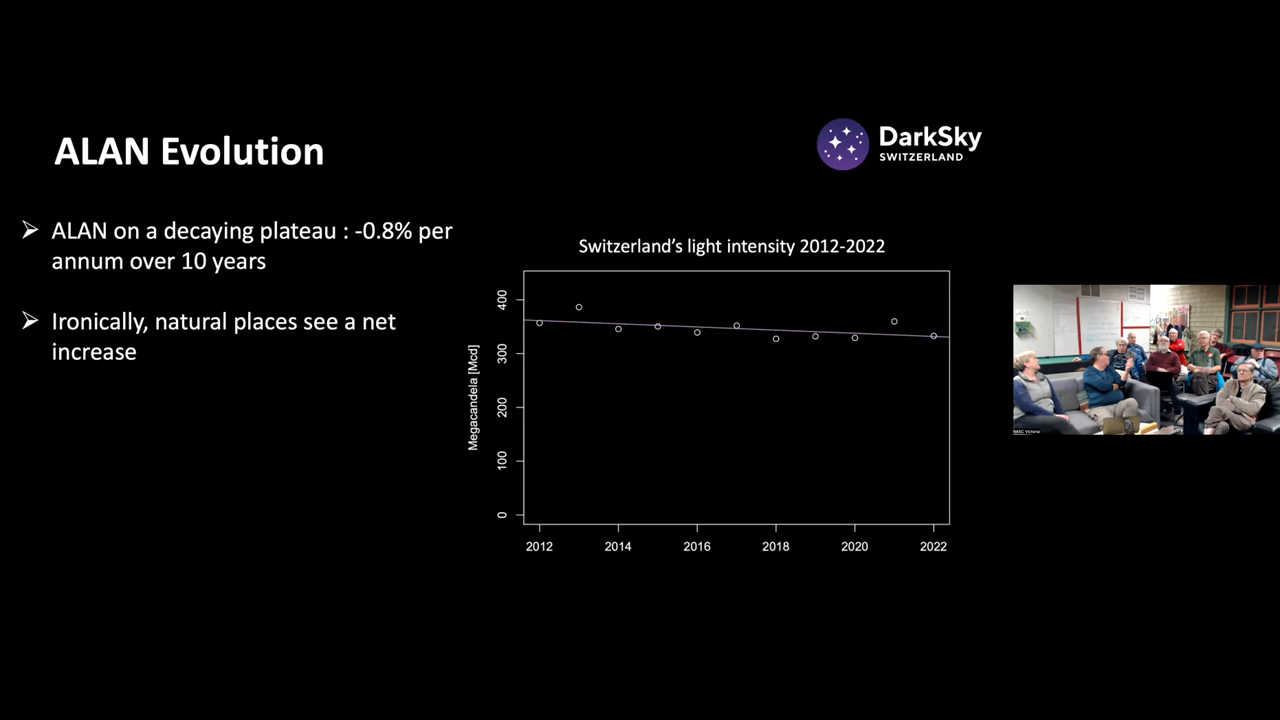 ALAN Evolution
DarkSky
SWITZERLAND
⮚ ALAN on a decaying plateau : -0.8% per
annum over 10 years
⮚ Ironically, natural places see a net
increase
Switzerland’s light intensity 2012-2022
Megacandela [Mcd]
400
300
200
100
0
2012
2014
2016
2018
2020
2022
RASC Victoria